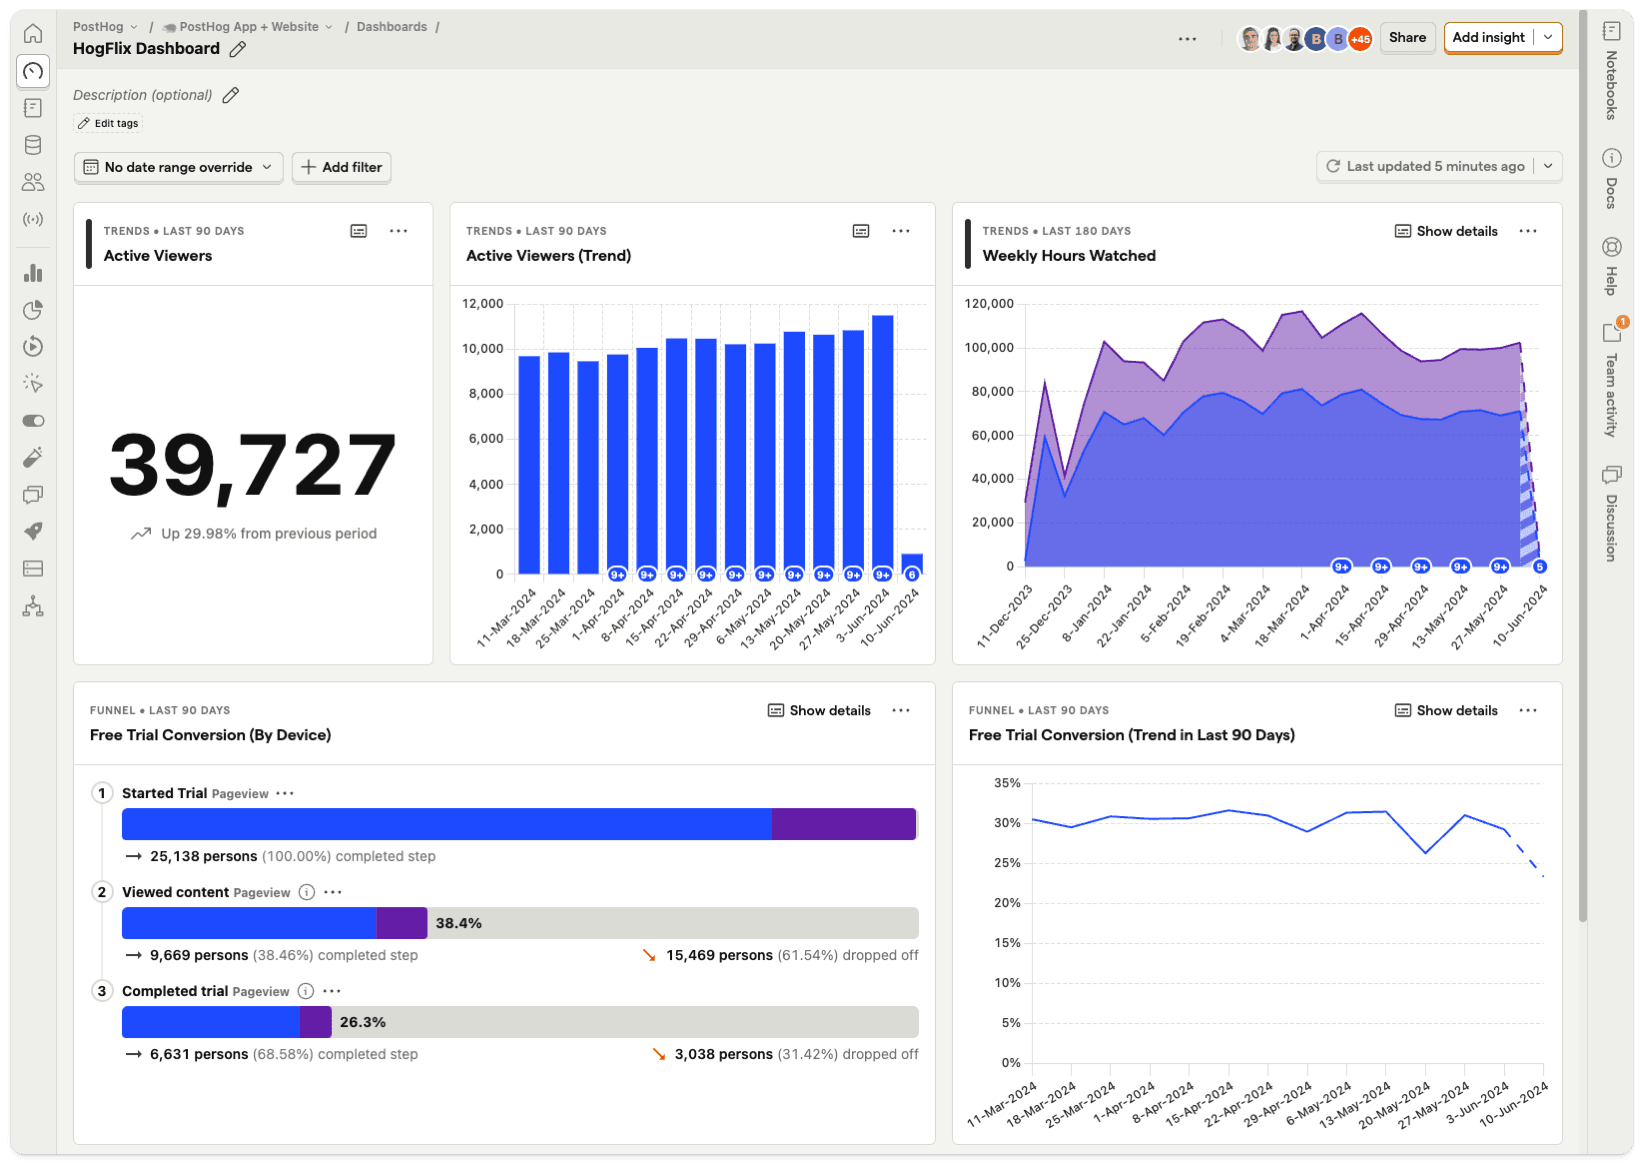 PostHog / PostHog App + Website / Dashboards /
HogFlix Dashboard
B B +45 Share Add insight
Description (optional)
Edit tags
No date range override Add filter
Last updated 5 minutes ago
TRENDS • LAST 90 DAYS
Active Viewers
39,727
Up 29.98% from previous period
TRENDS • LAST 90 DAYS
Active Viewers (Trend)
12,000
10,000
8,000
6,000
4,000
2,000
0
9+ 9+ 9+ 9+ 9+ 9+ 9+ 9+ 9+ 9+ 6
11-Mar-2024 18-Mar-2024 25-Mar-2024 1-Apr-2024 8-Apr-2024 15-Apr-2024 22-Apr-2024 29-Apr-2024 6-May-2024 13-May-2024 20-May-2024 27-May-2024 3-Jun-2024 10-Jun-2024
TRENDS • LAST 180 DAYS Show details
Weekly Hours Watched
120,000
100,000
80,000
60,000
40,000
20,000
0
9+ 9+ 9+ 9+ 9+ 5
11-Dec-2023 25-Dec-2023 8-Jan-2024 22-Jan-2024 5-Feb-2024 19-Feb-2024 4-Mar-2024 18-Mar-2024 1-Apr-2024 15-Apr-2024 29-Apr-2024 13-May-2024 27-May-2024 10-Jun-2024
FUNNEL • LAST 90 DAYS Show details
Free Trial Conversion (By Device)
1 Started Trial Pageview
25,138 persons (100.00%) completed step
2 Viewed content Pageview
38.4%
9,669 persons (38.46%) completed step 15,469 persons (61.54%) dropped off
3 Completed trial Pageview
26.3%
6,631 persons (68.58%) completed step 3,038 persons (31.42%) dropped off
FUNNEL • LAST 90 DAYS Show details
Free Trial Conversion (Trend in Last 90 Days)
35%
30%
25%
20%
15%
10%
5%
0%
11-Mar-2024 18-Mar-2024 25-Mar-2024 1-Apr-2024 8-Apr-2024 15-Apr-2024 22-Apr-2024 29-Apr-2024 6-May-2024 13-May-2024 20-May-2024 27-May-2024 3-Jun-2024 10-Jun-2024
Notebooks
Docs
Help
1
Team activity
Discussion